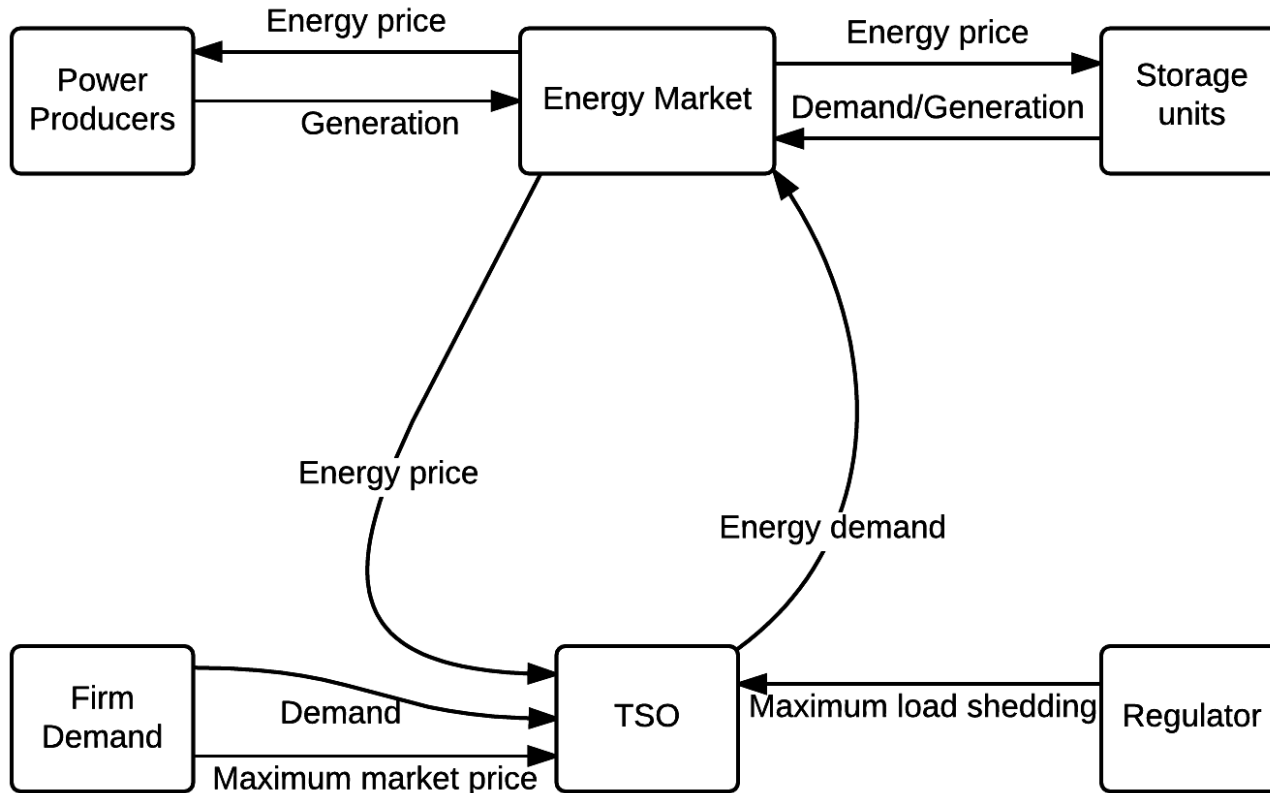 Energy price
Energy price
Power
Producers
Energy Market
Storage
units
Generation
Demand/Generation
Energy price
Energy demand
Firm
Demand
Demand
Maximum market price
TSO
Maximum load shedding
Regulator